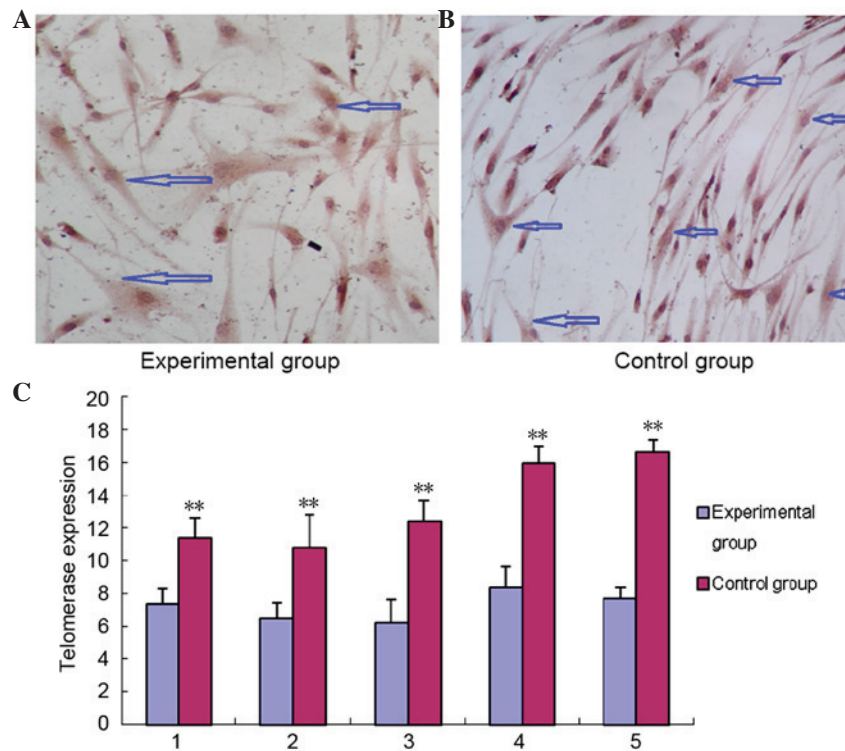 A
B
Experimental group
Control group
C
20
18
16
14
12
10
8
6
4
2
0
Telomerase expression
**
**
**
**
**
1
2
3
4
5
Experimental
group
Control group